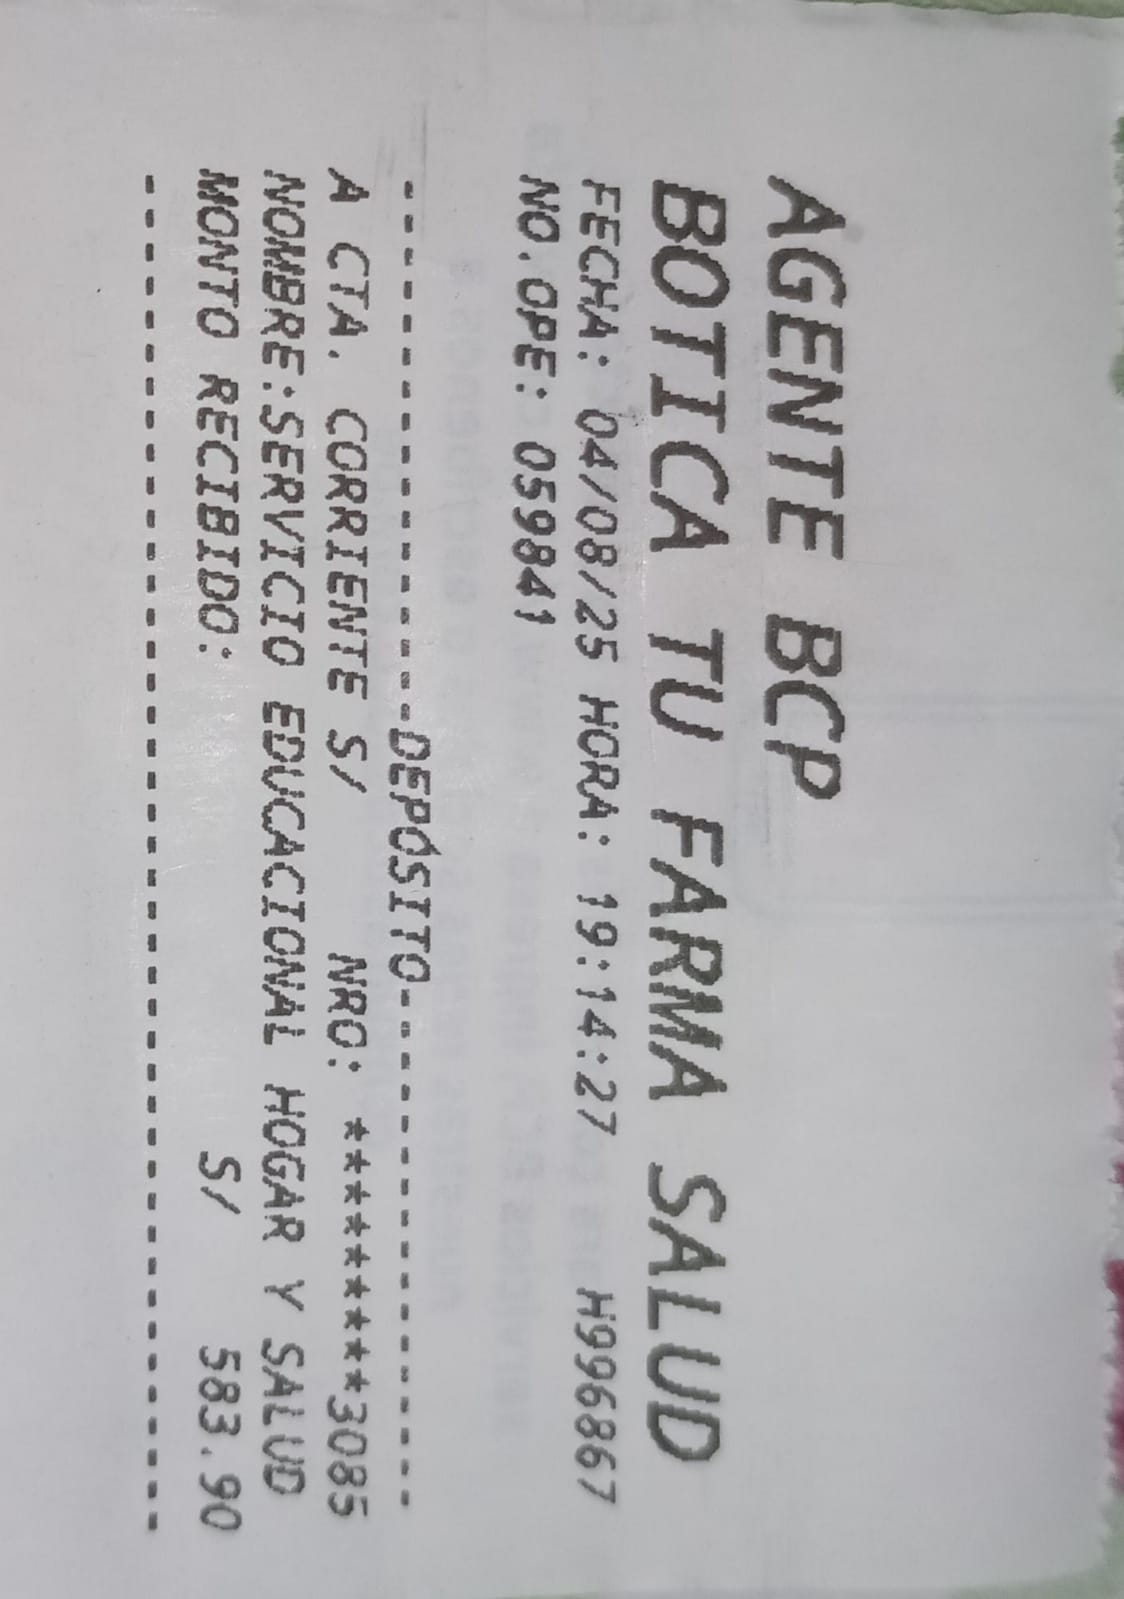 AGENTE BCP
BOTICA TU FARMA SALUD
FECHA: 04/08/25 HORA: 19:14:27 H996867
NO.OPE: 059841
--------------------DEPÓSITO--------------------
A CTA. CORRIENTE S/ NRO: **********3085
NOMBRE:SERVICIO EDUCACIONAL HOGAR Y SALUD
MONTO RECIBIDO: S/ 583.90
------------------------------------------------